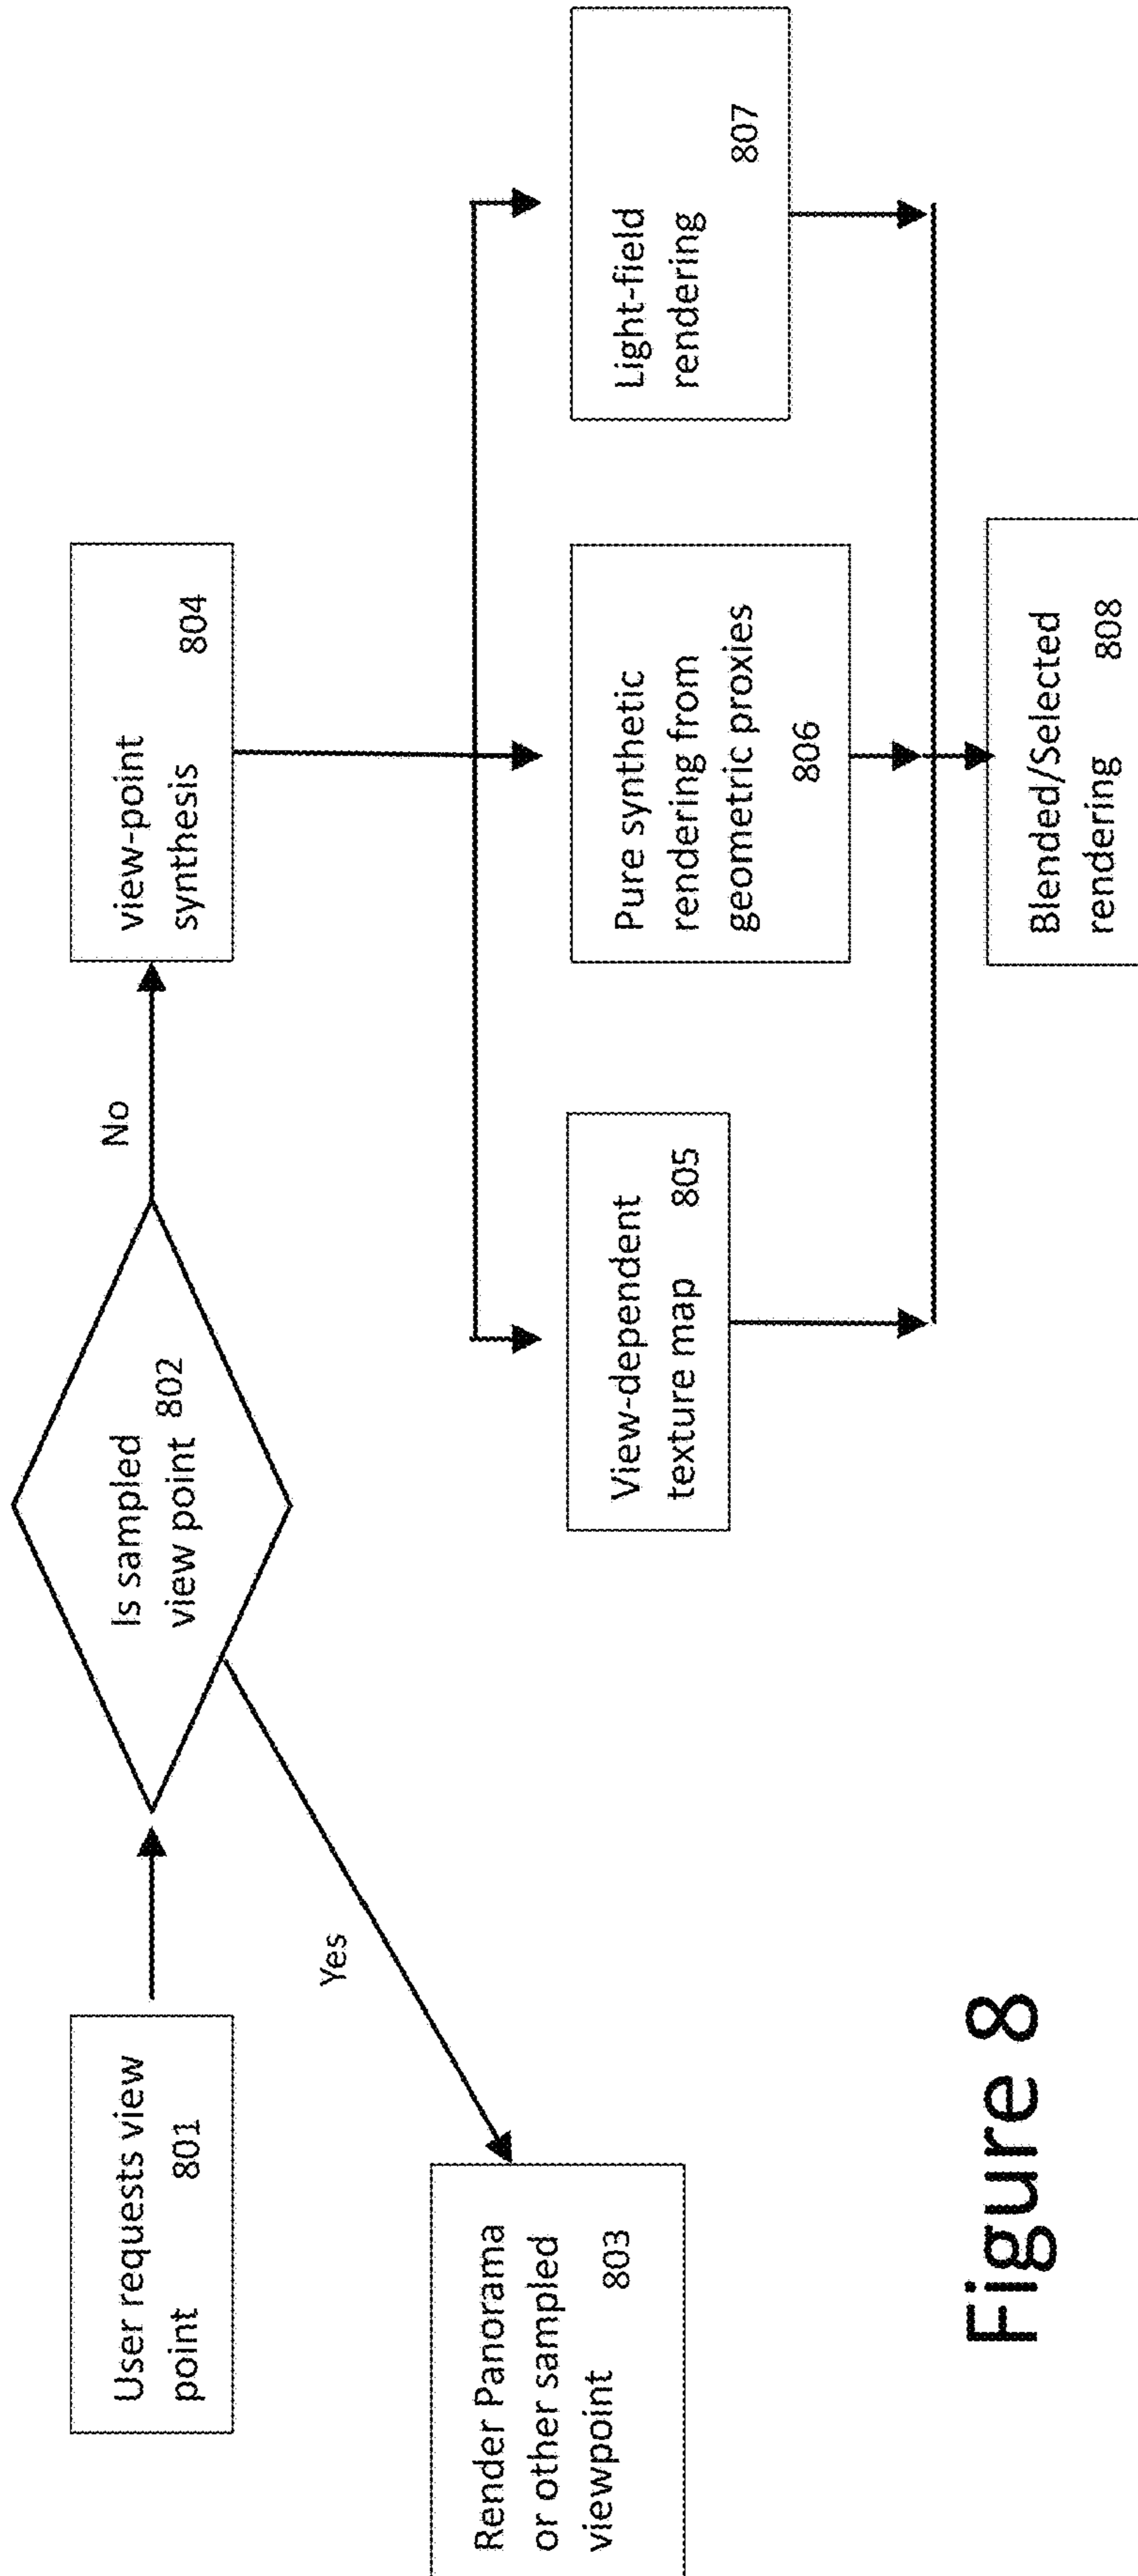 User requests view
point 801
Is sampled
view point 802
No
Yes
view-point
synthesis 804
Render Panorama
or other sampled
viewpoint 803
View-dependent
texture map 805
Pure synthetic
rendering from
geometric proxies
806
Light-field
rendering
807
Blended/Selected
rendering 808
Figure 8